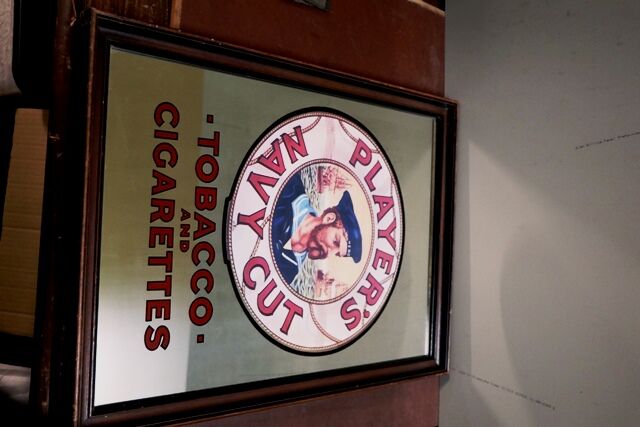 PLAYER'S
NAVY CUT
·TOBACCO·
AND
CIGARETTES